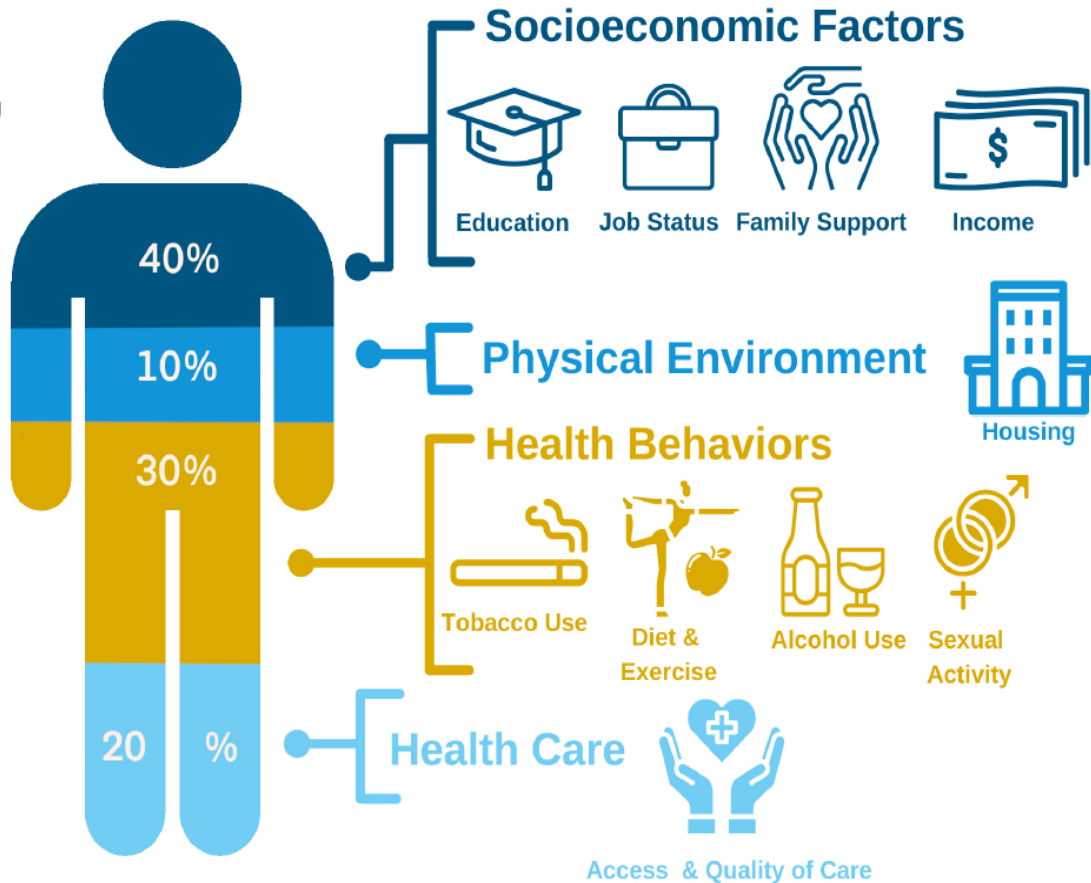 Socioeconomic Factors
$
Education
Job Status
Family Support
Income
40%
10%
Physical Environment
Housing
30%
Health Behaviors
Tobacco Use
Diet &
Exercise
Alcohol Use
Sexual
Activity
20 %
Health Care
Access & Quality of Care